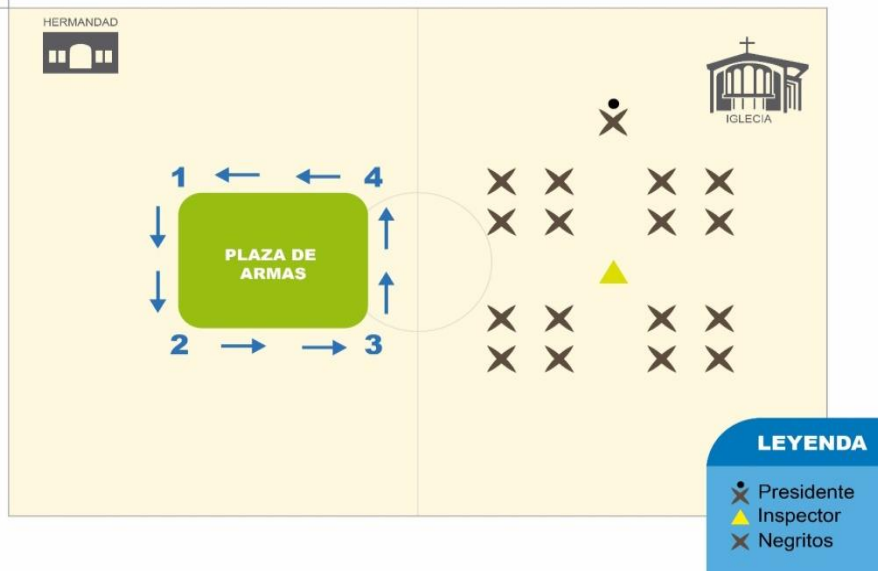 HERMANDAD
IGLECIA
1
4
PLAZA DE
ARMAS
2
3
LEYENDA
Presidente
Inspector
Negritos